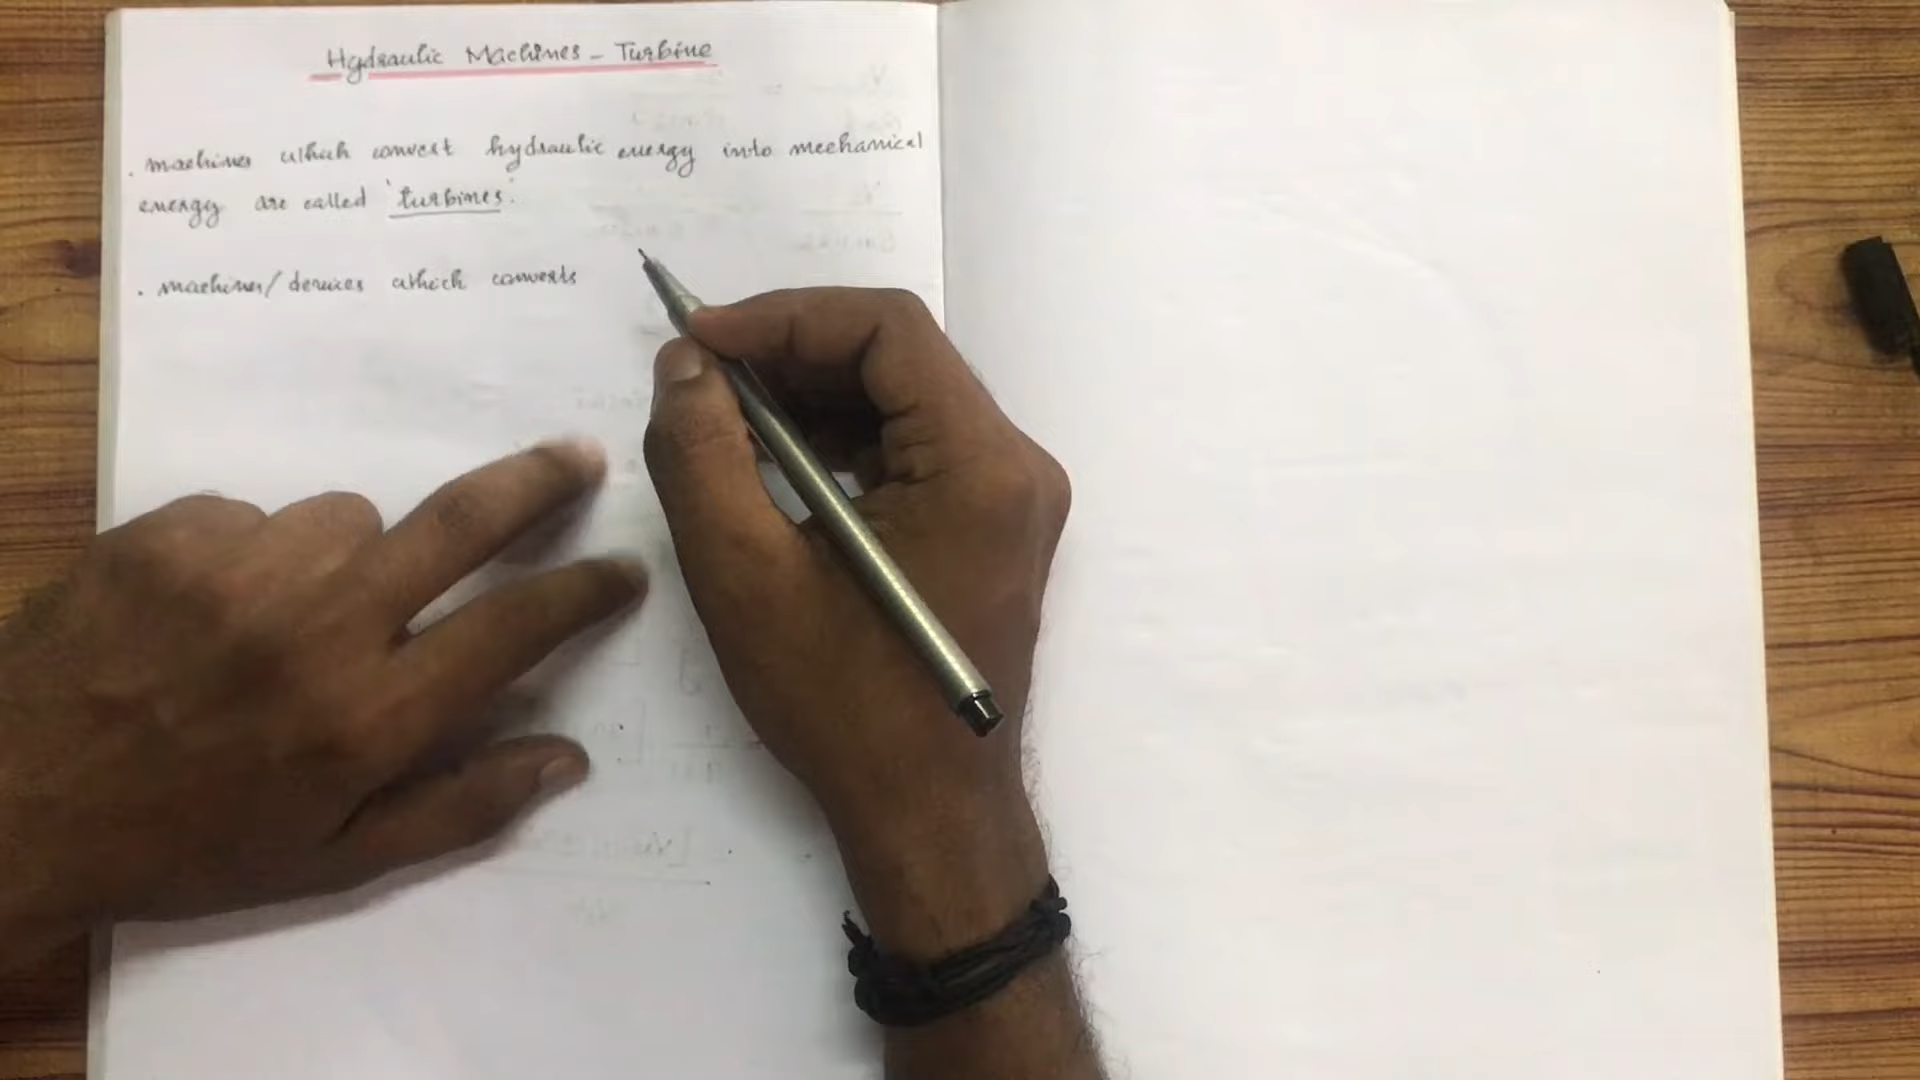 Hydraulic Machines - Turbine
. machines which convert hydraulic energy into mechanical
energy are called 'turbines'.
. machines/devices which converts